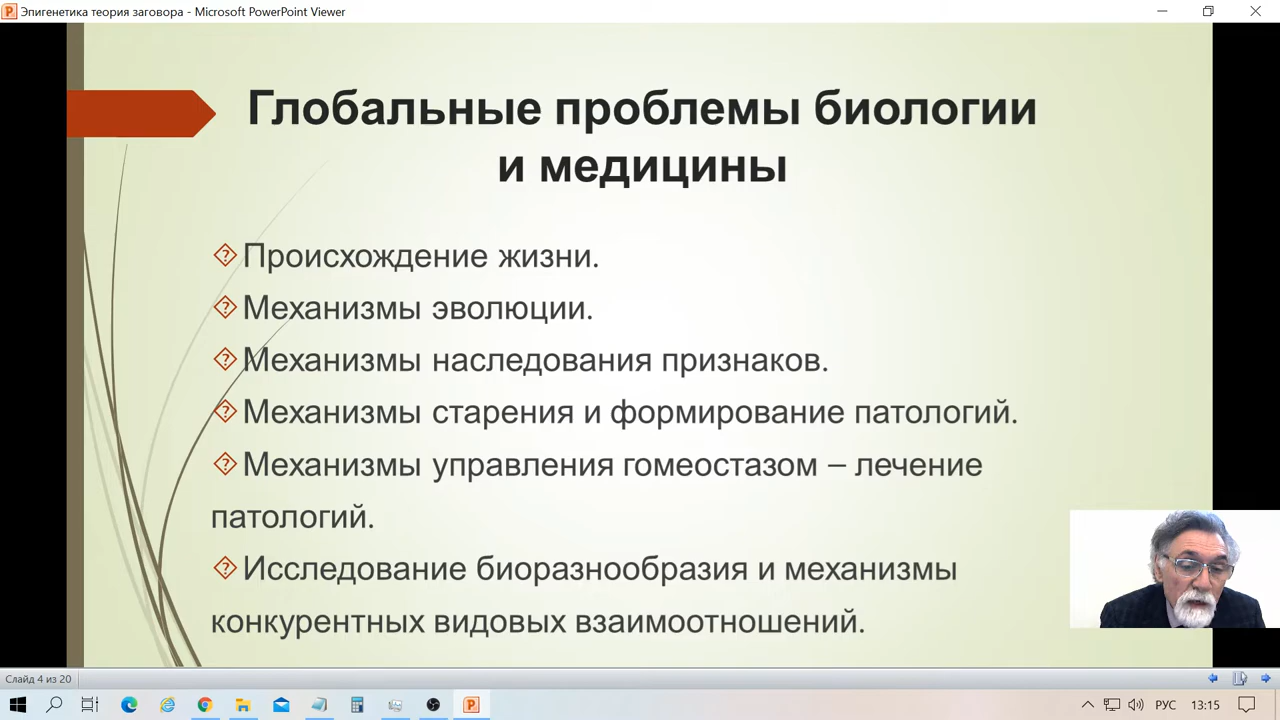 Эпигенетика теория заговора - Microsoft PowerPoint Viewer
Глобальные проблемы биологии
и медицины
Происхождение жизни.
Механизмы эволюции.
Механизмы наследования признаков.
Механизмы старения и формирование патологий.
Механизмы управления гомеостазом – лечение
патологий.
Исследование биоразнообразия и механизмы
конкурентных видовых взаимоотношений.
Слайд 4 из 20
РУС
13:15